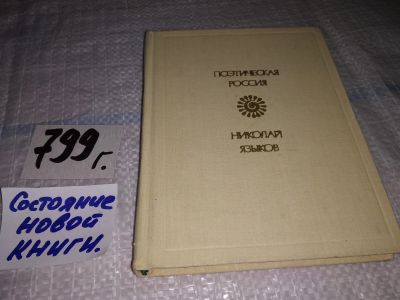 ПОЭТИЧЕСКАЯ
РОССИЯ
НИКОЛАЙ
ЯЗЫКОВ
799г.
Состояние
новой
книги.